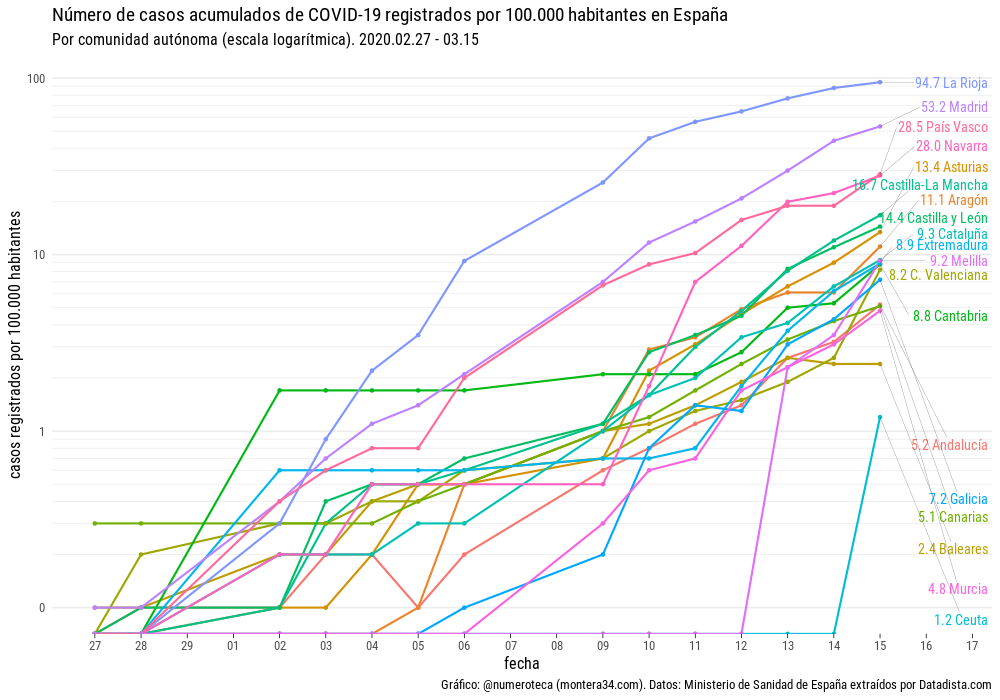 Número de casos acumulados de COVID-19 registrados por 100.000 habitantes en España
Por comunidad autónoma (escala logarítmica). 2020.02.27 - 03.15
casos registrados por 100.000 habitantes
100
10
1
0
94.7 La Rioja
53.2 Madrid
28.5 País Vasco
28.0 Navarra
13.4 Asturias
16.7 Castilla-La Mancha
11.1 Aragón
14.4 Castilla y León
9.3 Cataluña
8.9 Extremadura
9.2 Melilla
8.2 C. Valenciana
8.8 Cantabria
5.2 Andalucía
7.2 Galicia
5.1 Canarias
2.4 Baleares
4.8 Murcia
1.2 Ceuta
27 28 29 01 02 03 04 05 06 07 08 09 10 11 12 13 14 15 16 17
fecha
Gráfico: @numeroteca (montera34.com). Datos: Ministerio de Sanidad de España extraídos por Datadista.com